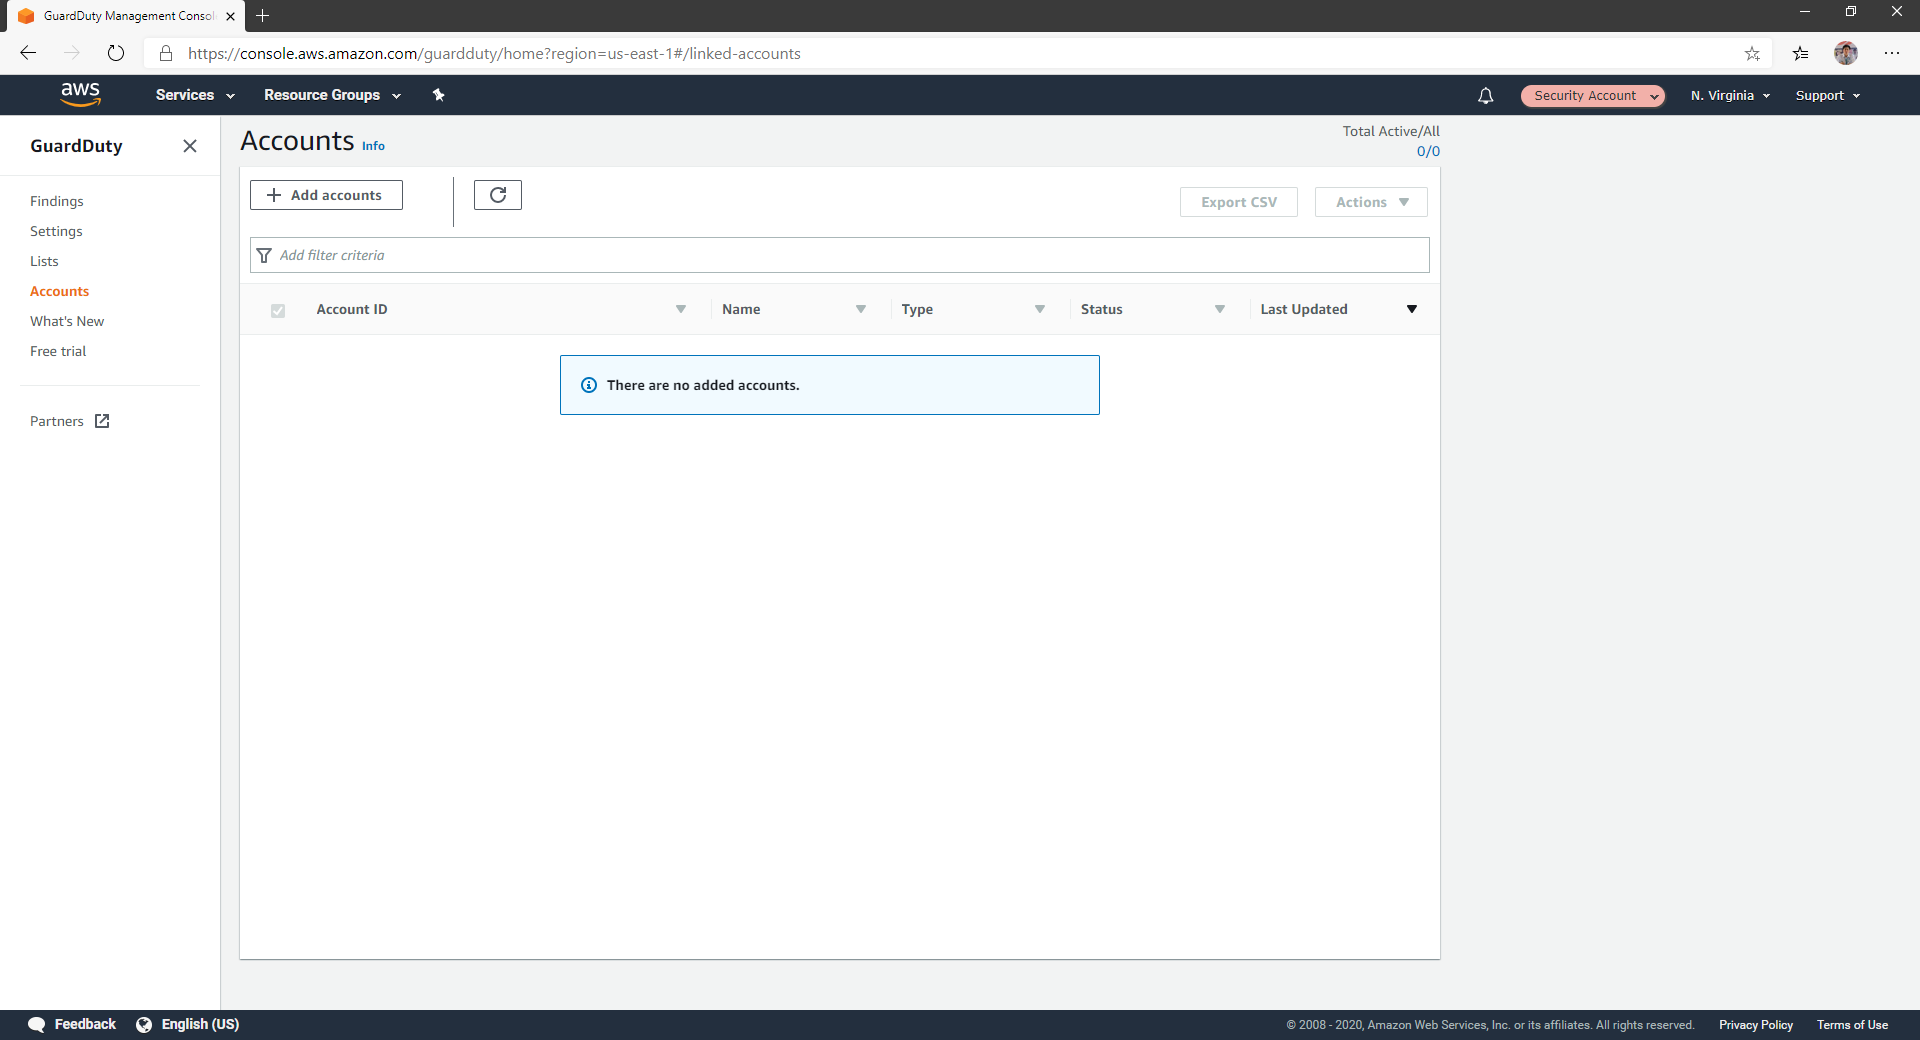 GuardDuty Management Consol
https://console.aws.amazon.com/guardduty/home?region=us-east-1#/linked-accounts
aws
Services
Resource Groups
Security Account
N. Virginia
Support
GuardDuty
Findings
Settings
Lists
Accounts
What's New
Free trial
Partners
Accounts Info
Total Active/All
0/0
Add accounts
Export CSV
Actions
Add filter criteria
Account ID
Name
Type
Status
Last Updated
There are no added accounts.
Feedback
English (US)
© 2008 - 2020, Amazon Web Services, Inc. or its affiliates. All rights reserved.
Privacy Policy
Terms of Use